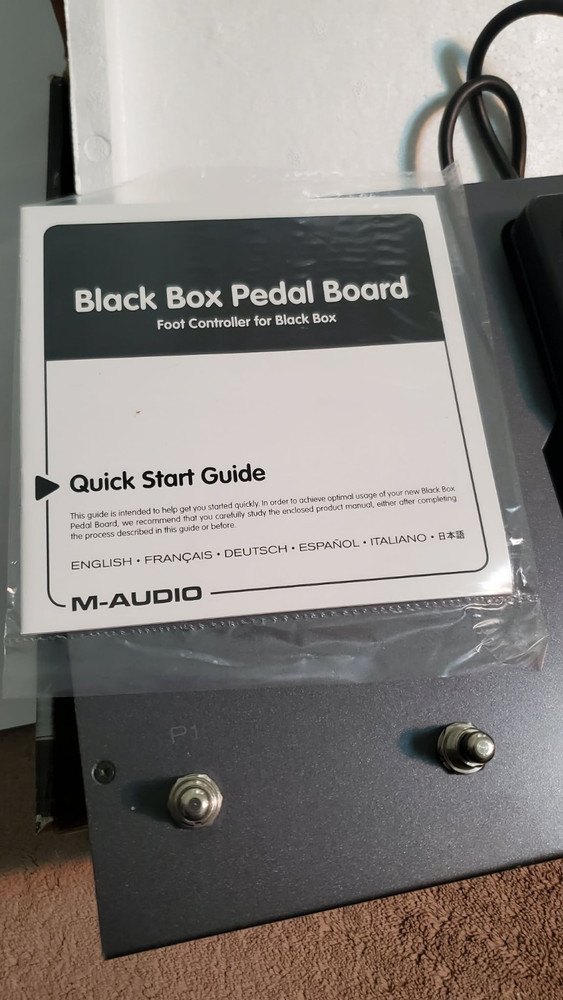 Black Box Pedal Board
Foot Controller for Black Box
Quick Start Guide
This guide is intended to help get you started quickly. In order to achieve optimal usage of your new Black Box
Pedal Board, we recommend that you carefully study the enclosed product manual, either after completing
the process described in this guide or before.
ENGLISH • FRANÇAIS • DEUTSCH • ESPAÑOL • ITALIANO • 日本語
M-AUDIO
P1